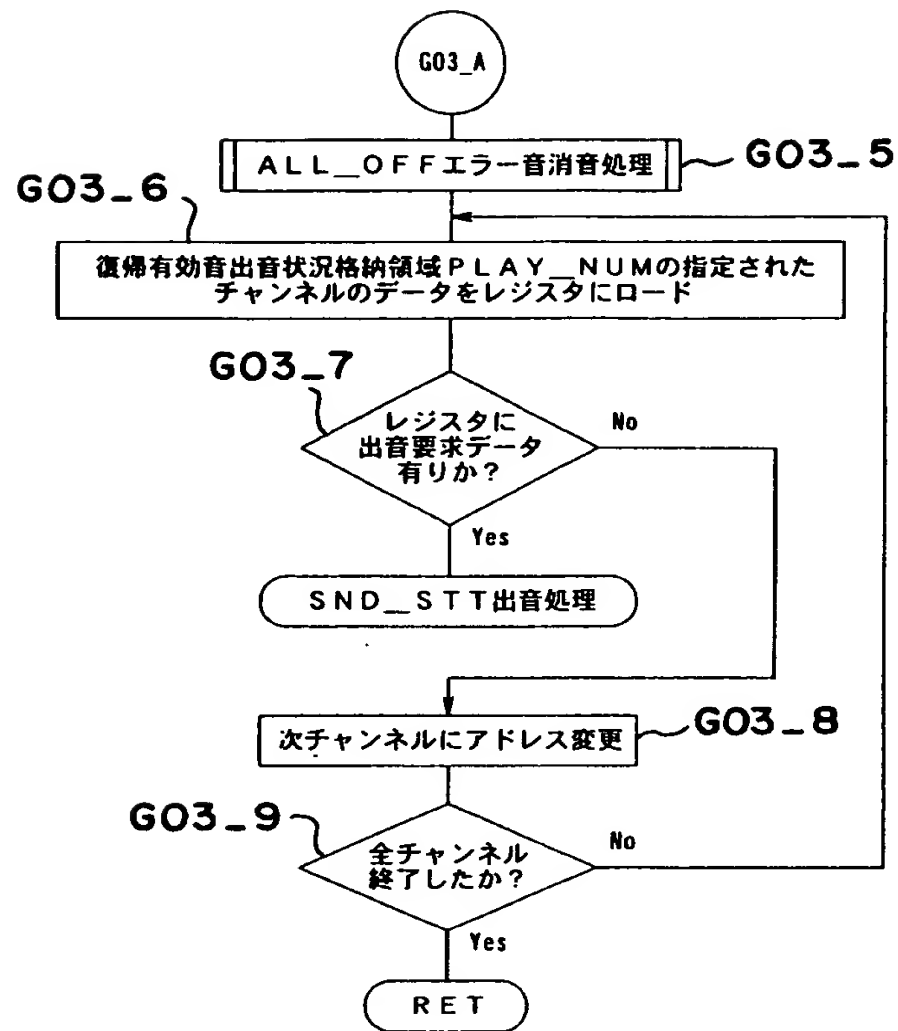 G03_A
ALL__OFFエラー音消音処理
G03_5
G03_6
復帰有効音出音状況格納領域PLAY__NUMの指定された
チャンネルのデータをレジスタにロード
G03_7
レジスタに
出音要求データ
有りか？
No
Yes
SND__STT出音処理
次チャンネルにアドレス変更
G03_8
G03_9
全チャンネル
終了したか？
No
Yes
RET